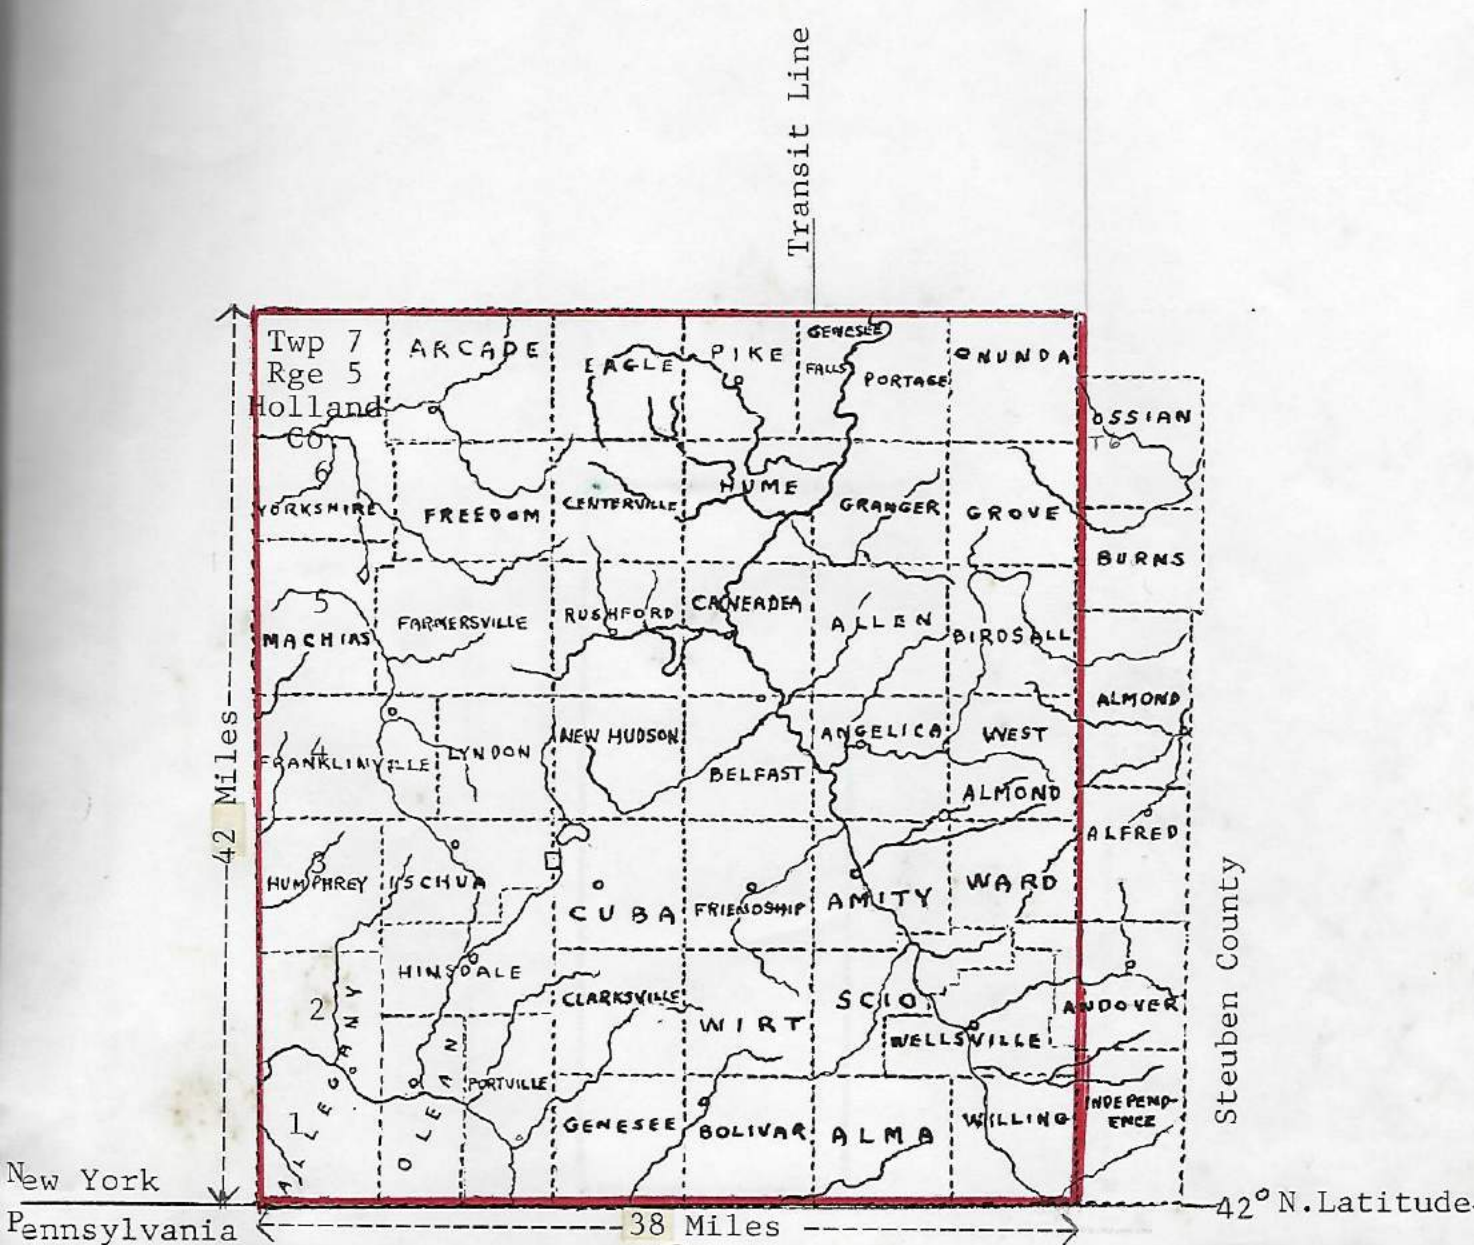 Transit Line
Twp 7
Rge 5
Holland
Co.
ARCADE
EAGLE
PIKE
GENESEE
FALLS
PORTAGE
NUNDA
OSSIAN
T6
6
YORKSHIRE
FREEDOM
CENTERVILLE
HUME
GRANGER
GROVE
BURNS
5
MACHIAS
FARMERSVILLE
RUSHFORD
CANEADEA
ALLEN
BIRDSALL
ALMOND
4
FRANKLINVILLE
LYNDON
NEW HUDSON
BELFAST
ANGELICA
WEST
ALMOND
ALFRED
42 Miles
3
HUMPHREY
ISCHUA
CUBA
FRIENDSHIP
AMITY
WARD
HINSDALE
2
CLARKSVILLE
WIRT
SCIO
WELLSVILLE
ANDOVER
1
ALLEGANY
OLEAN
PORTVILLE
GENESEE
BOLIVAR
ALMA
WILLING
INDEPEND-
ENCE
Steuben County
New York
Pennsylvania
38 Miles
42° N.Latitude